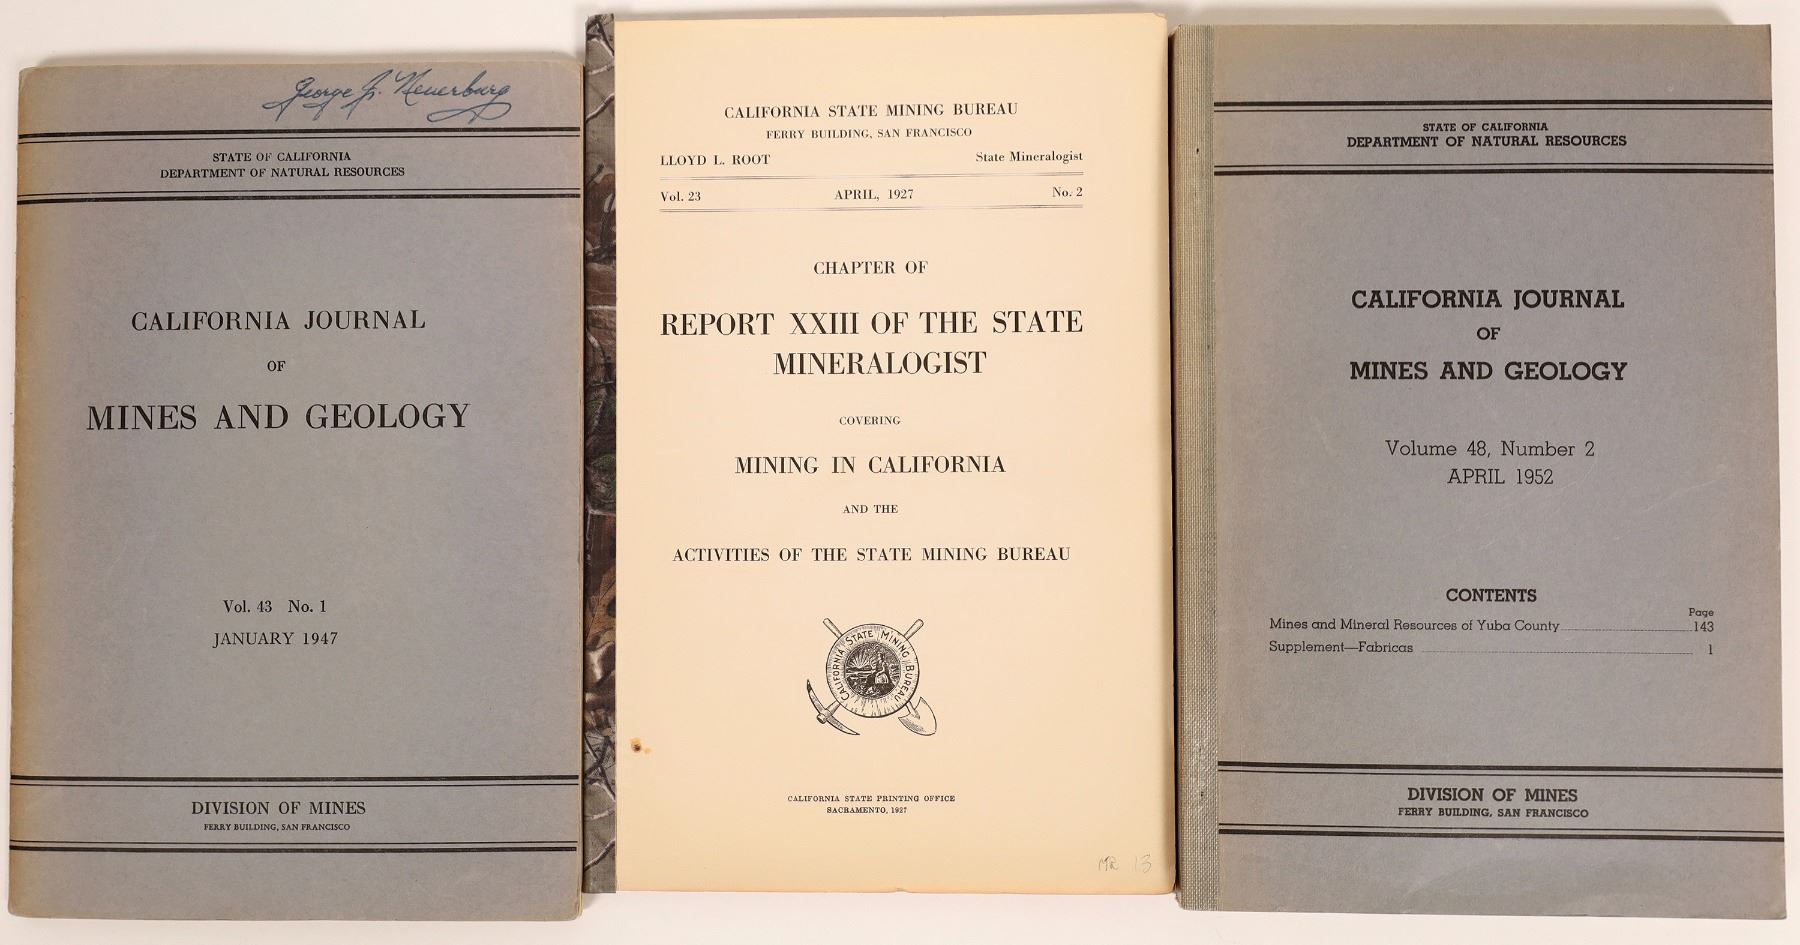 George J. Neuerburg
STATE OF CALIFORNIA
DEPARTMENT OF NATURAL RESOURCES
CALIFORNIA JOURNAL
OF
MINES AND GEOLOGY
Vol. 43 No. 1
JANUARY 1947
DIVISION OF MINES
FERRY BUILDING, SAN FRANCISCO
CALIFORNIA STATE MINING BUREAU
FERRY BUILDING, SAN FRANCISCO
LLOYD L. ROOT State Mineralogist
Vol. 23 APRIL, 1927 No. 2
CHAPTER OF
REPORT XXIII OF THE STATE
MINERALOGIST
COVERING
MINING IN CALIFORNIA
AND THE
ACTIVITIES OF THE STATE MINING BUREAU
CALIFORNIA STATE MINING BUREAU
CALIFORNIA STATE PRINTING OFFICE
SACRAMENTO, 1927
13
STATE OF CALIFORNIA
DEPARTMENT OF NATURAL RESOURCES
CALIFORNIA JOURNAL
OF
MINES AND GEOLOGY
Volume 48, Number 2
APRIL 1952
CONTENTS
Page
Mines and Mineral Resources of Yuba County 143
Supplement—Fabricas 1
DIVISION OF MINES
FERRY BUILDING, SAN FRANCISCO